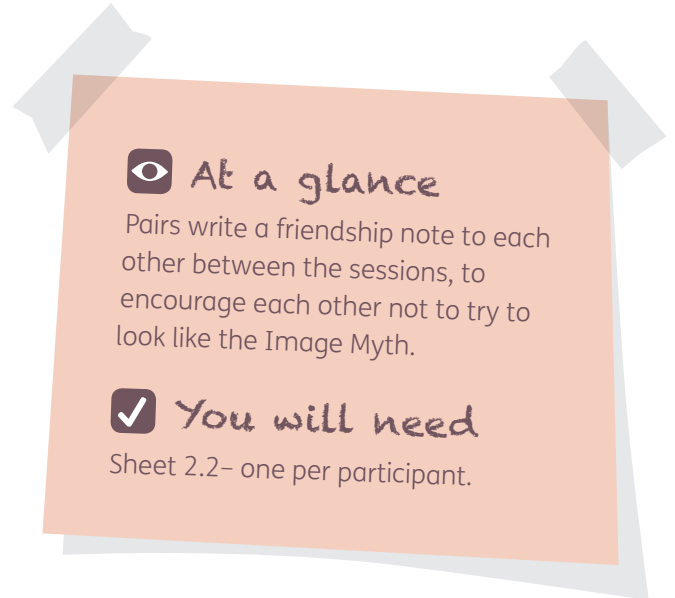 At a glance
Pairs write a friendship note to each
other between the sessions, to
encourage each other not to try to
look like the Image Myth.
You will need
Sheet 2.2– one per participant.